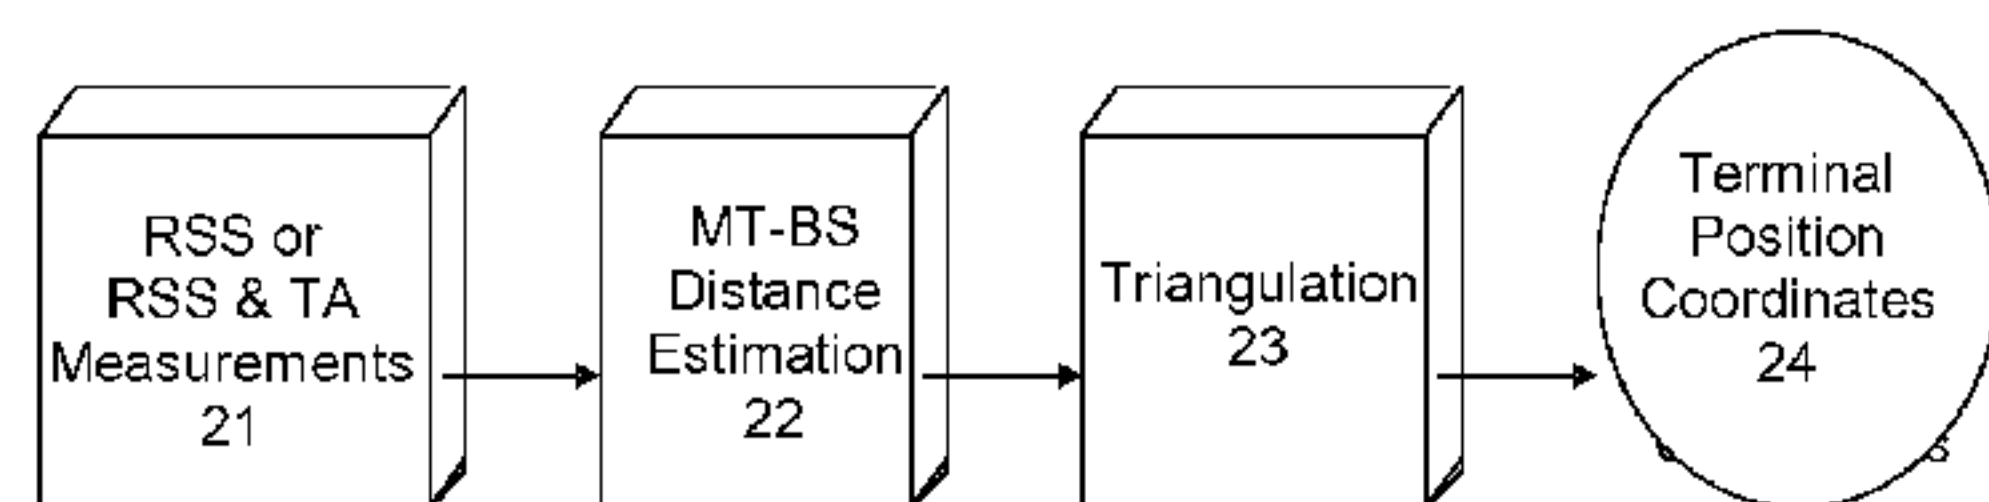 RSS or
RSS & TA
Measurements
21
MT-BS
Distance
Estimation
22
Triangulation
23
Terminal
Position
Coordinates
24